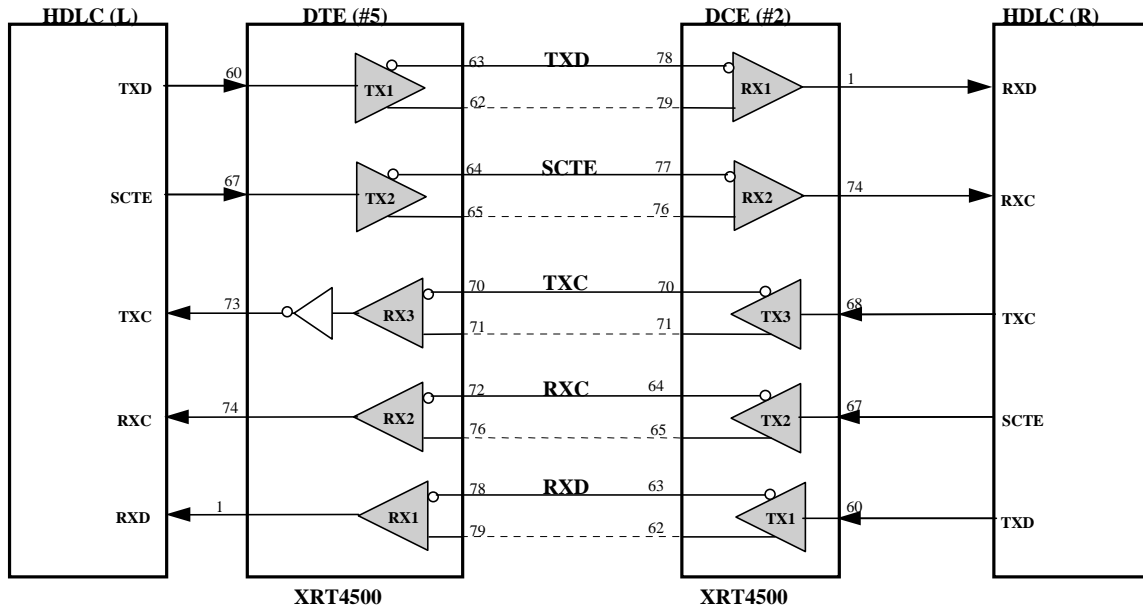 HDLC (L) DTE (#5) DCE (#2) HDLC (R)
60 63 TXD 78 1
TXD TX1 RX1 RXD
62 79
67 64 SCTE 77 74
SCTE TX2 RX2 RXC
65 76
73 70 TXC 70 68
TXC RX3 TX3 TXC
71 71
74 72 RXC 64 67
RXC RX2 TX2 SCTE
76 65
1 78 RXD 63 60
RXD RX1 TX1 TXD
79 62
XRT4500 XRT4500